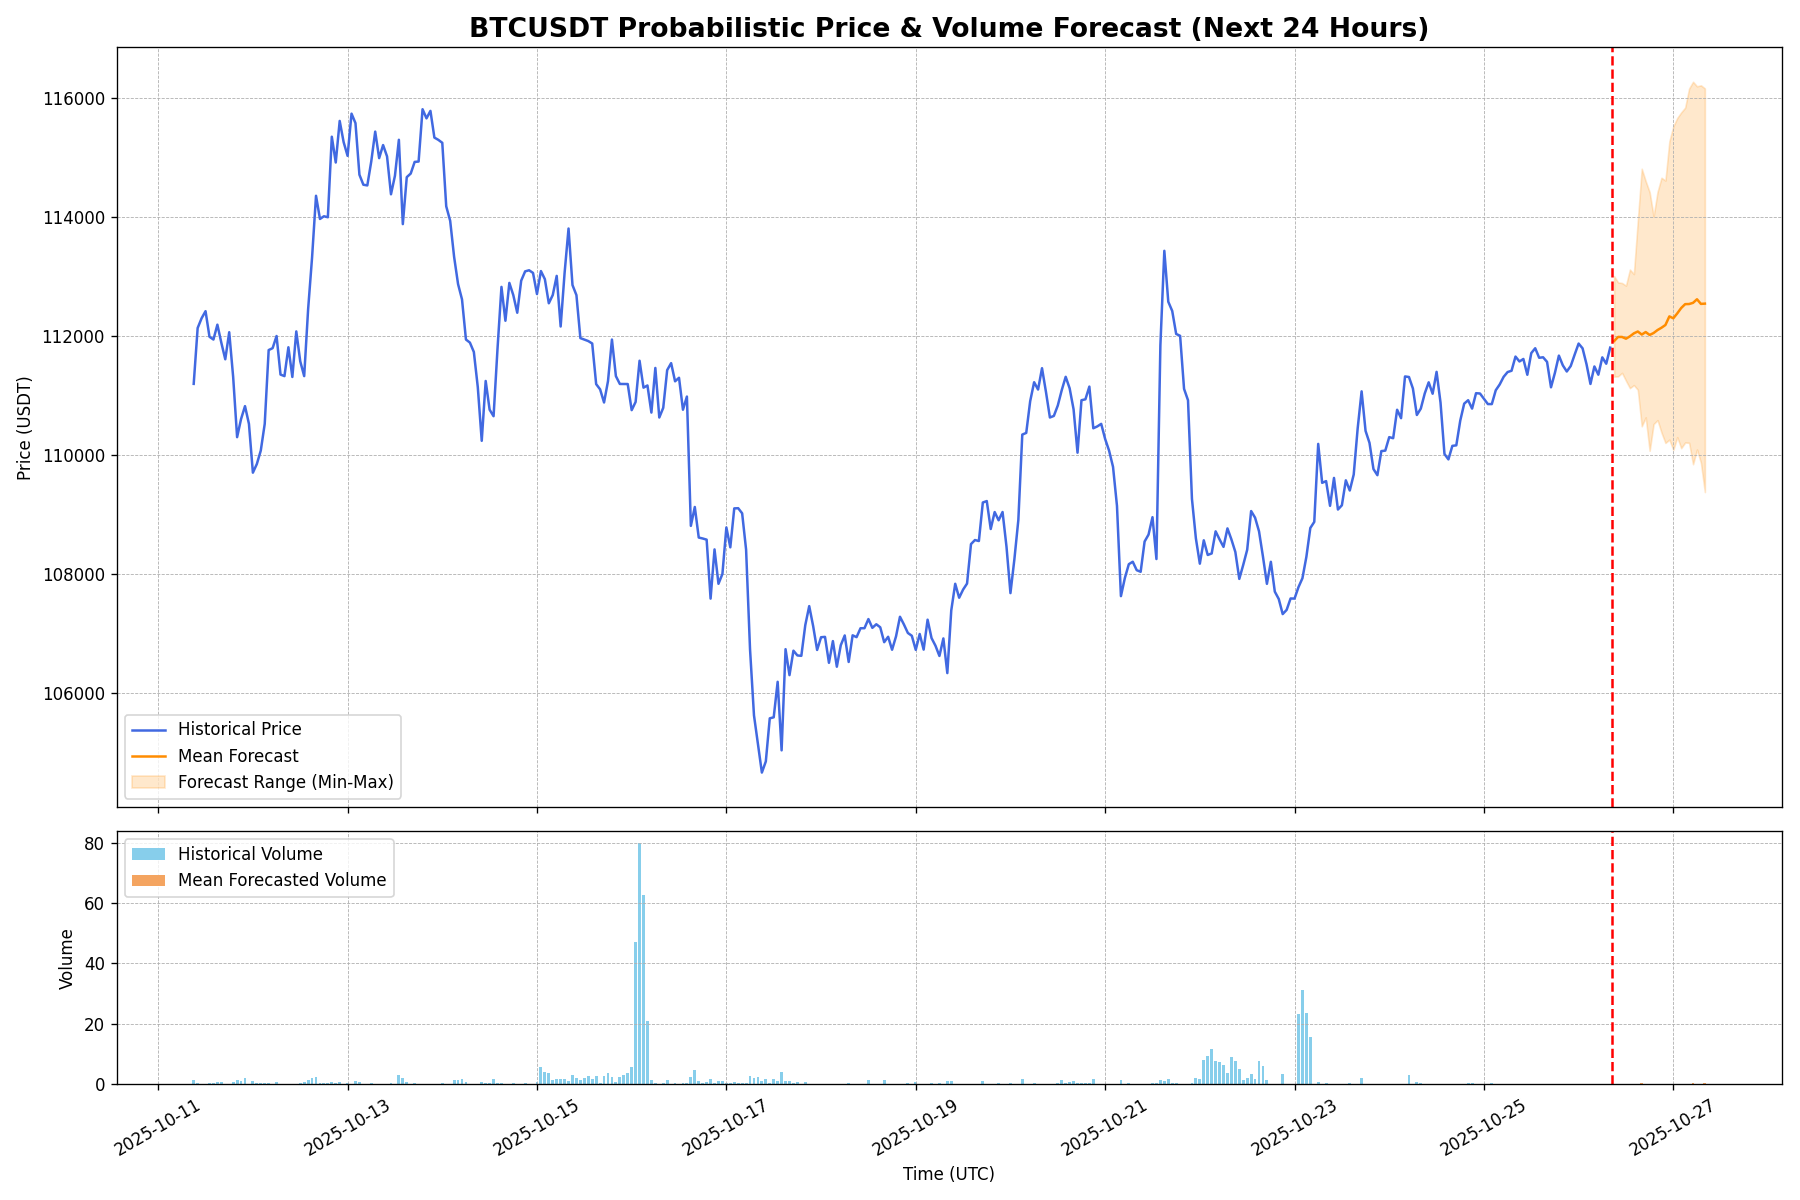 BTCUSDT Probabilistic Price & Volume Forecast (Next 24 Hours)
116000
114000
112000
110000
108000
106000
Price (USDT)
Historical Price
Mean Forecast
Forecast Range (Min-Max)
80
60
40
20
0
Volume
Historical Volume
Mean Forecasted Volume
2025-10-11
2025-10-13
2025-10-15
2025-10-17
2025-10-19
2025-10-21
2025-10-23
2025-10-25
2025-10-27
Time (UTC)